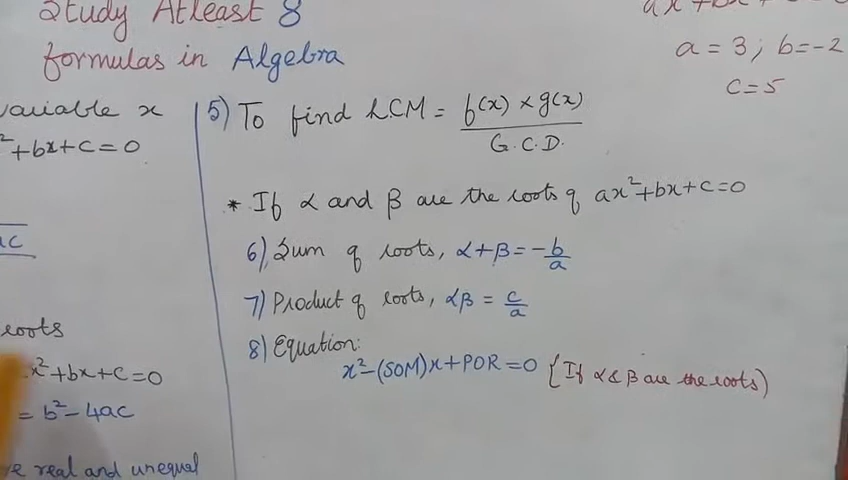 Study Atleast 8
formulas in Algebra
a = 3 ; b = -2
c = 5
variable x
²+bx+c=0
ac
roots
x²+bx+c=0
= b²-4ac
real and unequal
5) To find L.C.M = f(x) × g(x) / G.C.D.
* If α and β are the roots of ax²+bx+c=0
6) Sum of roots, α+β = -b/a
7) Product of roots, αβ = c/a
8) Equation:
x²-(SOM)x+POR=0 {If α & β are the roots)